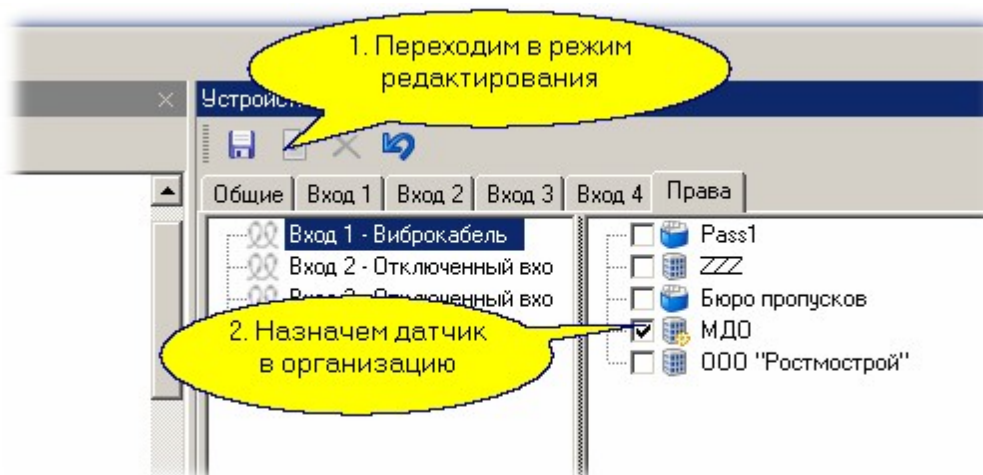 1. Переходим в режим
редактирования
Общие
Вход 1
Вход 2
Вход 3
Вход 4
Права
Вход 1 - Виброкабель
Вход 2 - Отключенный вхо
2. Назначем датчик
в организацию
Pass1
ZZZ
Бюро пропусков
МДО
ООО "Ростмострой"